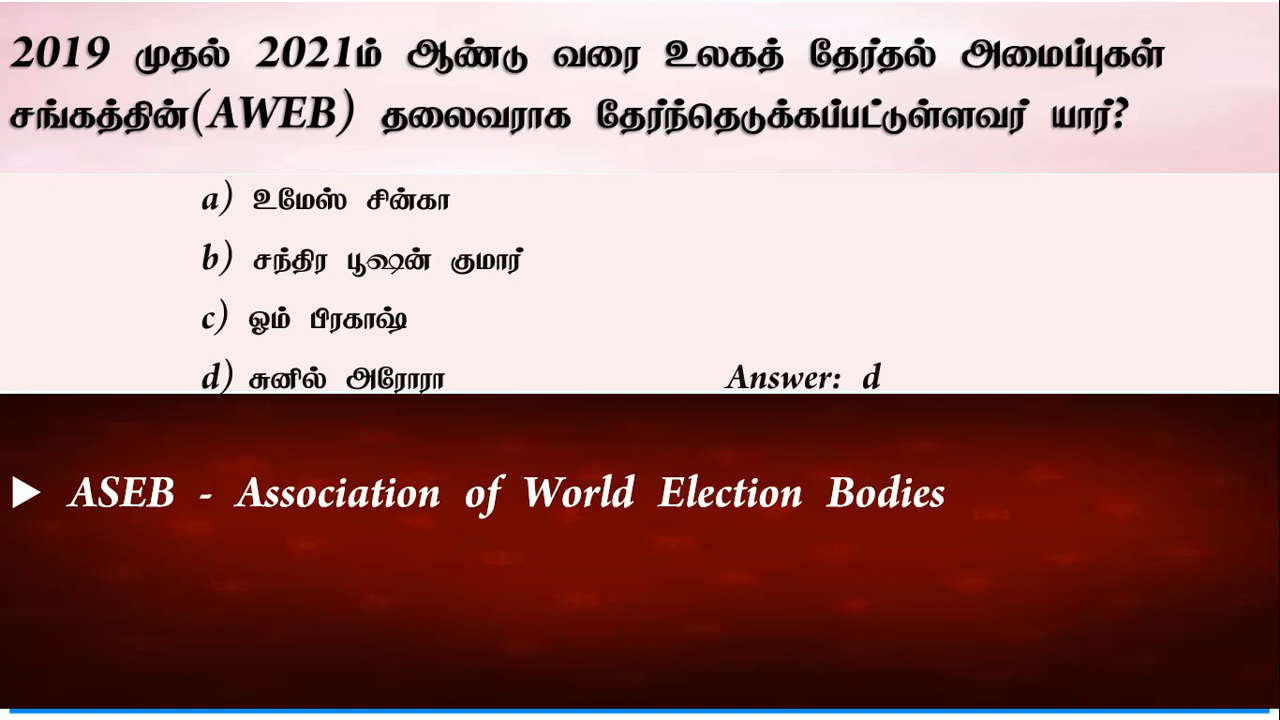 2019 முதல் 2021ம் ஆண்டு வரை உலகத் தேர்தல் அமைப்புகள்
சங்கத்தின்(AWEB) தலைவராக தேர்ந்தெடுக்கப்பட்டுள்ளவர் யார்?
a) உமேஸ் சின்கா
b) சந்திர பூஷன் குமார்
c) ஓம் பிரகாஷ்
d) சுனில் அரோரா Answer: d
▶ ASEB - Association of World Election Bodies